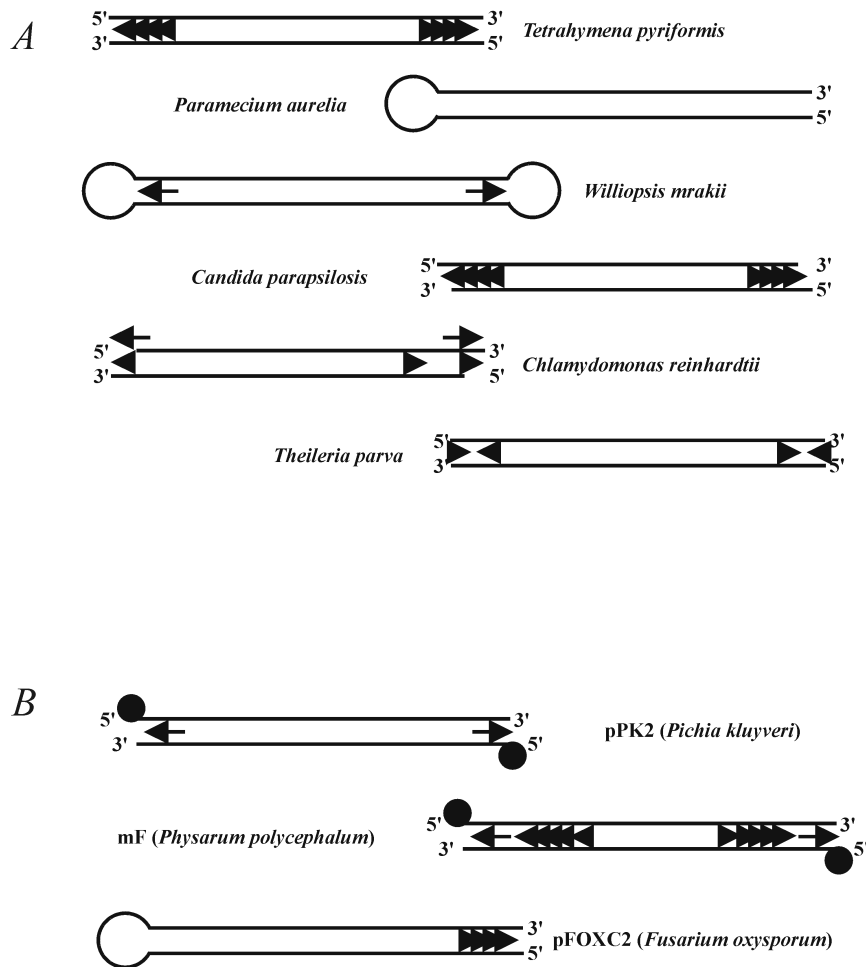 A
5' 3' Tetrahymena pyriformis
3' 5'
Paramecium aurelia 3'
5'
Williopsis mrakii
Candida parapsilosis 5' 3'
3' 5'
5' 3' Chlamydomonas reinhardtii
3' 5'
Theileria parva 5' 3'
3' 5'
B
5' 3' pPK2 (Pichia kluyveri)
3' 5'
mF (Physarum polycephalum) 5' 3'
3' 5'
3' pFOXC2 (Fusarium oxysporum)
5'